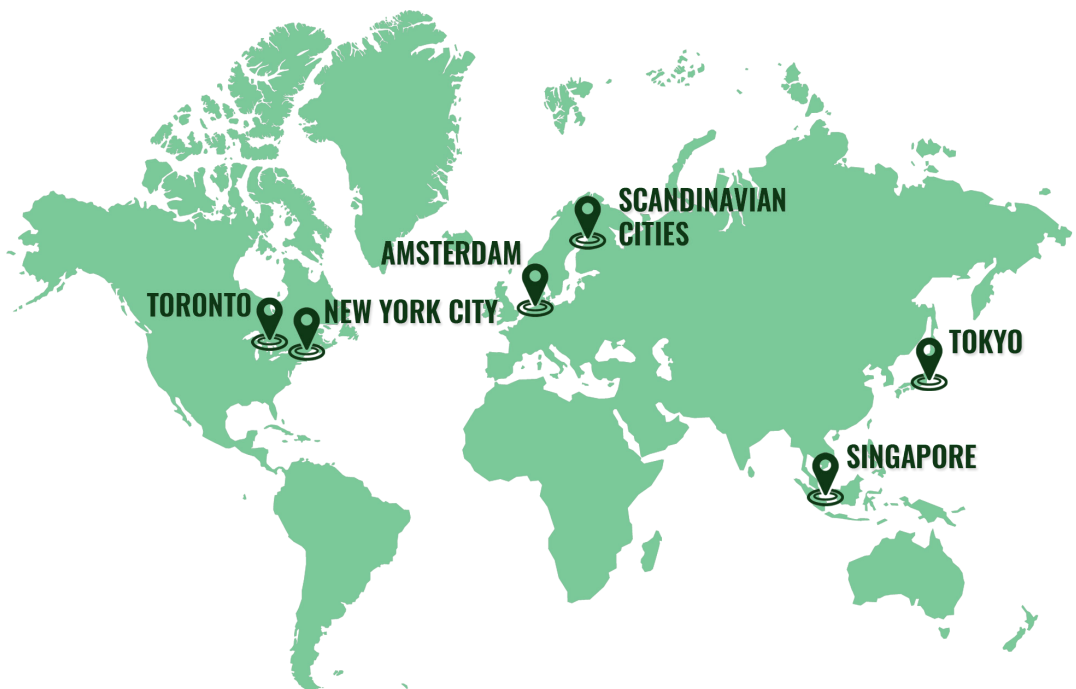 SCANDINAVIAN
CITIES
AMSTERDAM
TORONTO
NEW YORK CITY
TOKYO
SINGAPORE